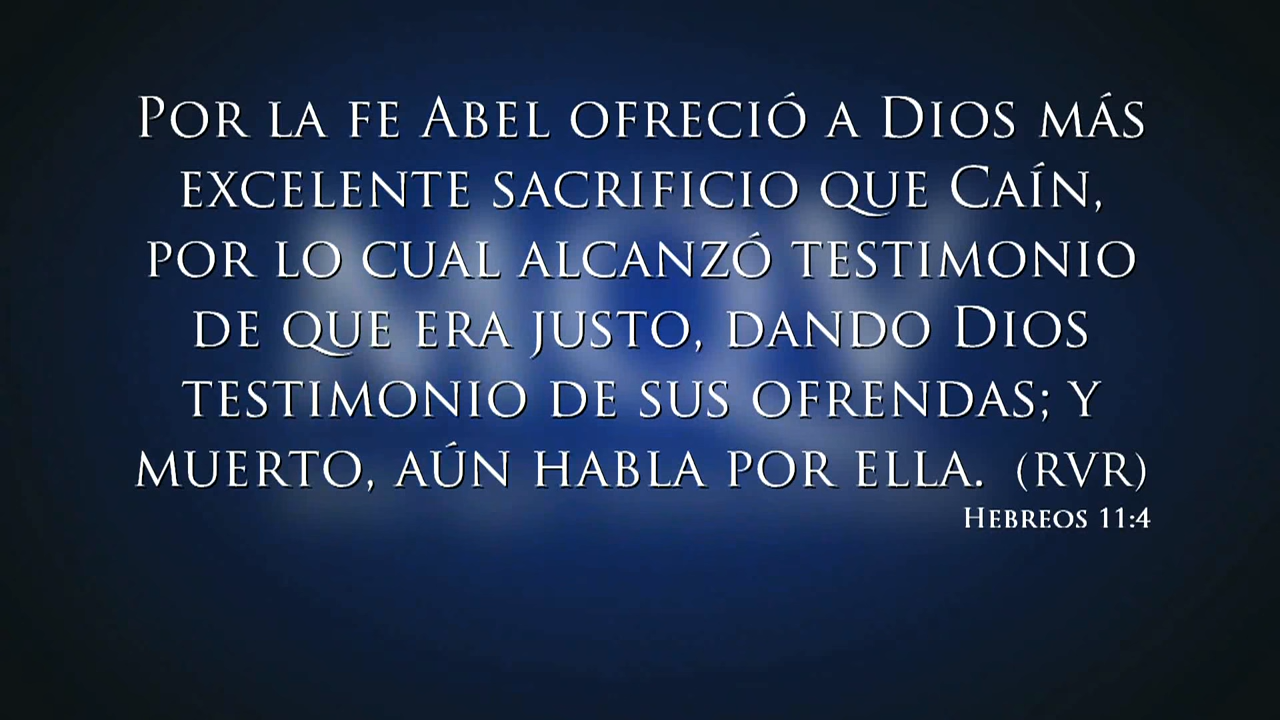 Por la fe Abel ofreció a Dios más
excelente sacrificio que Caín,
por lo cual alcanzó testimonio
de que era justo, dando Dios
testimonio de sus ofrendas; y
muerto, aún habla por ella. (RVR)
Hebreos 11:4